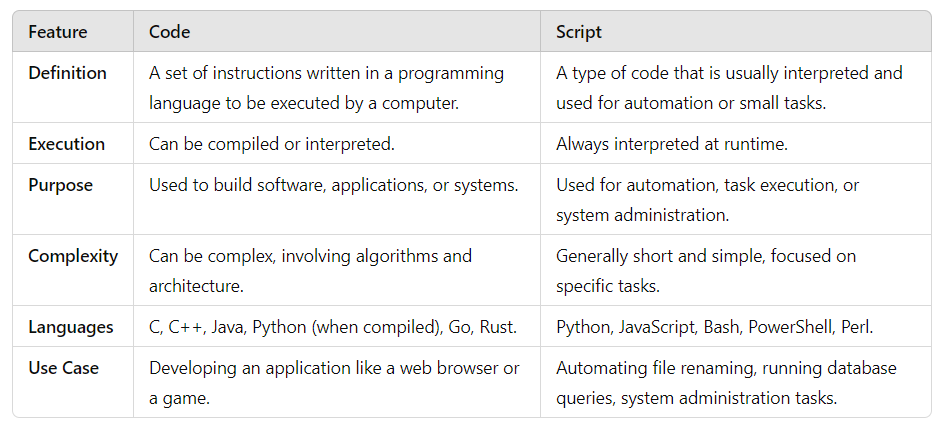 Feature Code Script
Definition A set of instructions written in a programming A type of code that is usually interpreted and
language to be executed by a computer. used for automation or small tasks.
Execution Can be compiled or interpreted. Always interpreted at runtime.
Purpose Used to build software, applications, or systems. Used for automation, task execution, or
system administration.
Complexity Can be complex, involving algorithms and Generally short and simple, focused on
architecture. specific tasks.
Languages C, C++, Java, Python (when compiled), Go, Rust. Python, JavaScript, Bash, PowerShell, Perl.
Use Case Developing an application like a web browser or Automating file renaming, running database
a game. queries, system administration tasks.